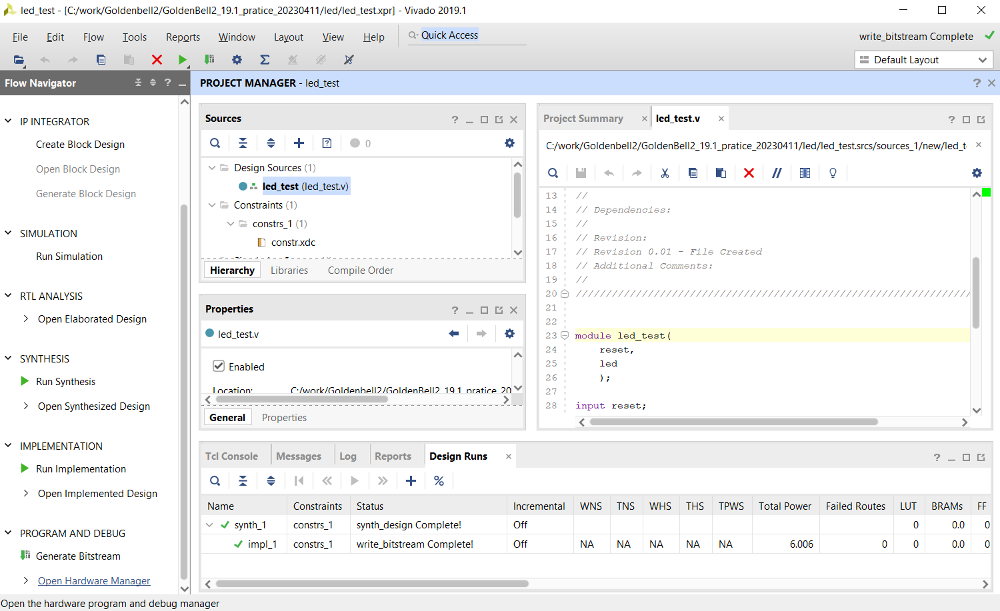 led_test - [C:/work/Goldenbell2/GoldenBell2_19.1_pratice_20230411/led/led_test.xpr] - Vivado 2019.1
File Edit Flow Tools Reports Window Layout View Help Quick Access
write_bitstream Complete
Default Layout
Flow Navigator
IP INTEGRATOR
Create Block Design
Open Block Design
Generate Block Design
SIMULATION
Run Simulation
RTL ANALYSIS
Open Elaborated Design
SYNTHESIS
Run Synthesis
Open Synthesized Design
IMPLEMENTATION
Run Implementation
Open Implemented Design
PROGRAM AND DEBUG
Generate Bitstream
Open Hardware Manager
PROJECT MANAGER - led_test
Sources
0
Design Sources (1)
led_test (led_test.v)
Constraints (1)
constrs_1 (1)
constr.xdc
Hierarchy Libraries Compile Order
Properties
led_test.v
Enabled
Location: C:/work/Goldenbell2/GoldenBell2_19.1_pratice_20
General Properties
Project Summary led_test.v
C:/work/Goldenbell2/GoldenBell2_19.1_pratice_20230411/led/led_test.srcs/sources_1/new/led_t
13 //
14 // Dependencies:
15 //
16 // Revision:
17 // Revision 0.01 - File Created
18 // Additional Comments:
19 //
20 //////////////////////////////////////////////////////////////////
21
22
23 module led_test(
24 reset,
25 led
26 );
27
28 input reset;
Tcl Console Messages Log Reports Design Runs
Name Constraints Status Incremental WNS TNS WHS THS TPWS Total Power Failed Routes LUT BRAMs FF
synth_1 constrs_1 synth_design Complete! Off 0 0.0 0
impl_1 constrs_1 write_bitstream Complete! Off NA NA NA NA NA 6.006 0 0 0.0 0
Open the hardware program and debug manager